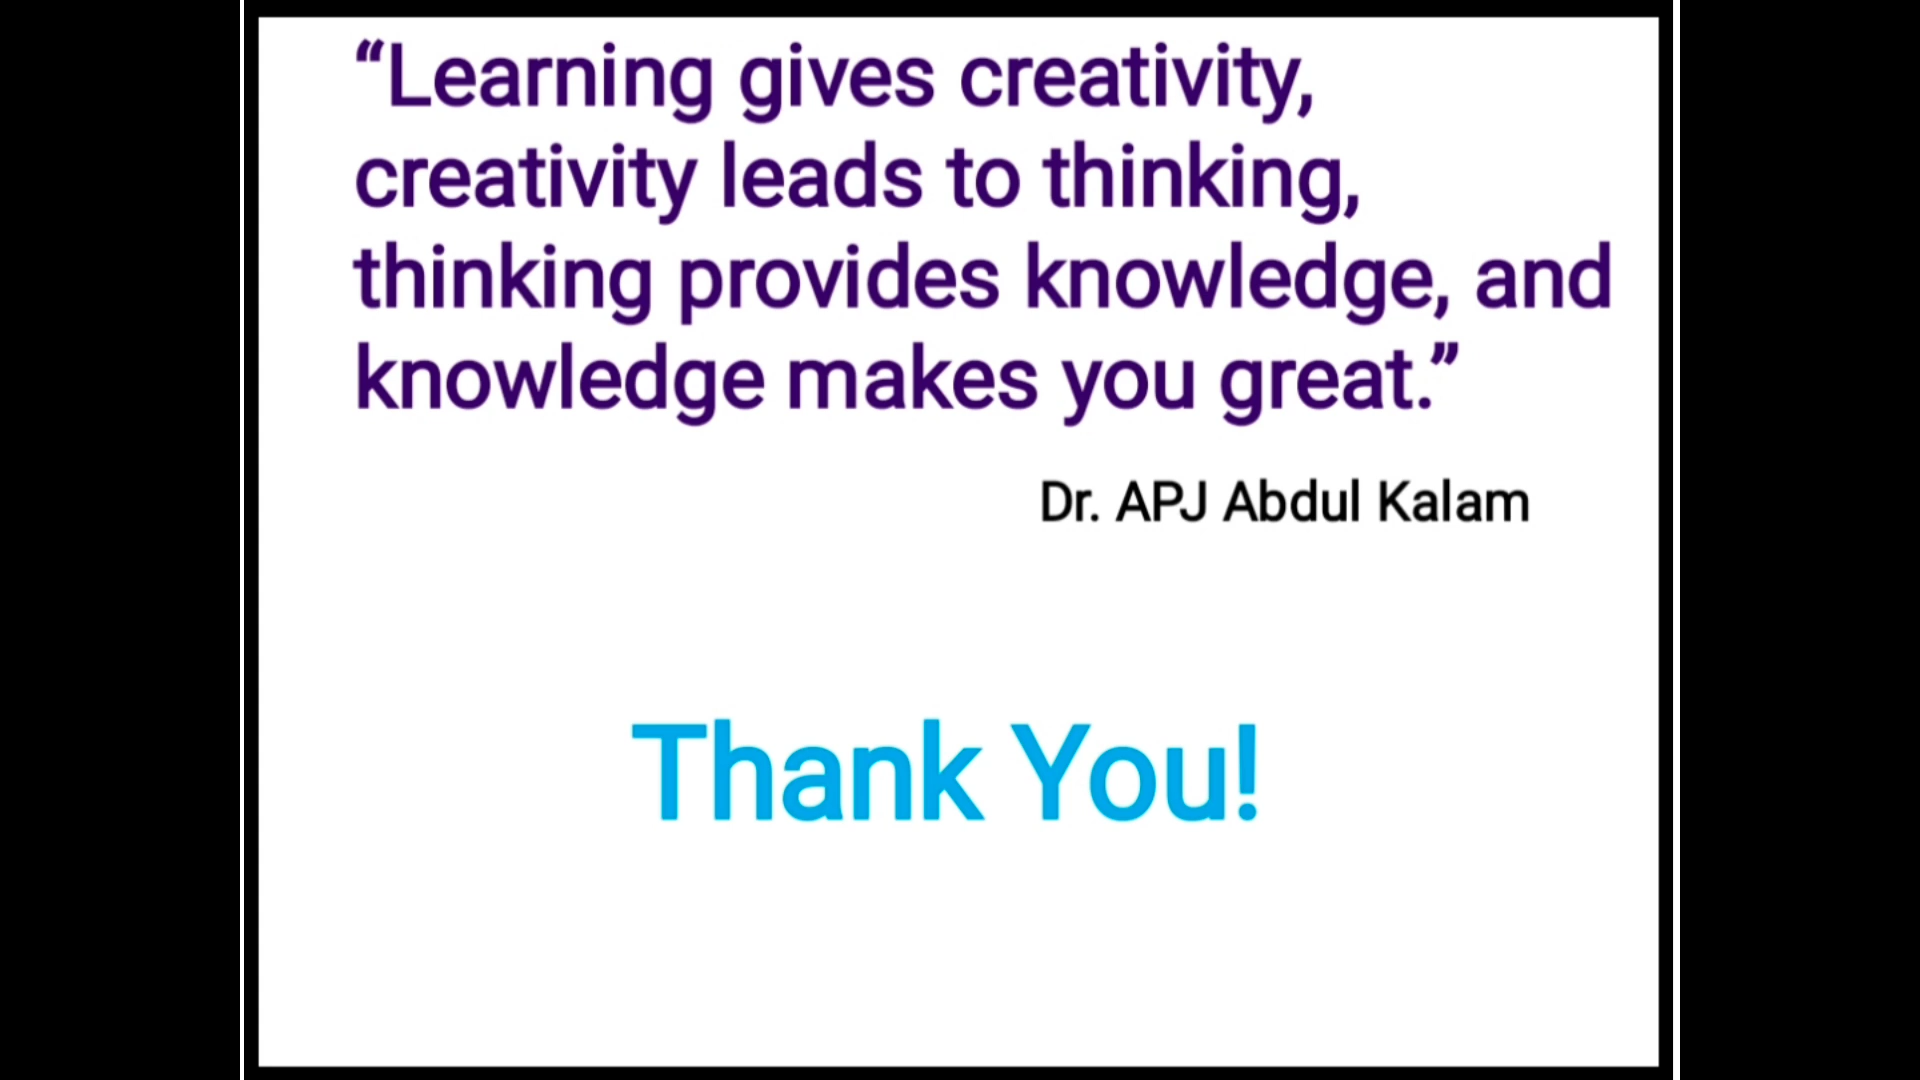 “Learning gives creativity,
creativity leads to thinking,
thinking provides knowledge, and
knowledge makes you great.”
Dr. APJ Abdul Kalam
Thank You!